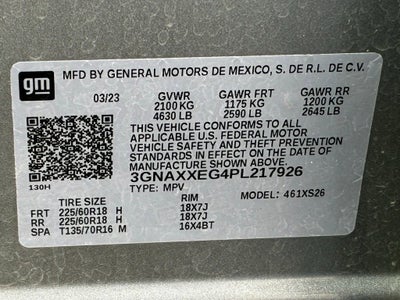 gm
MFD BY GENERAL MOTORS DE MEXICO, S. DE R.L. DE C.V.
03/23 GVWR GAWR FRT GAWR RR
2100 KG 1175 KG 1200 KG
4630 LB 2590 LB 2645 LB
THIS VEHICLE CONFORMS TO ALL
APPLICABLE U.S. FEDERAL MOTOR
VEHICLE SAFETY AND THEFT
PREVENTION STANDARDS IN EFFECT
ON THE DATE OF MANUFACTURE
SHOWN ABOVE.
3GNAXXEG4PL217926
130H TYPE: MPV
TIRE SIZE RIM MODEL: 461XS26
FRT 225/60R18 H 18X7J
RR 225/60R18 H 18X7J
SPA T135/70R16 M 16X4BT